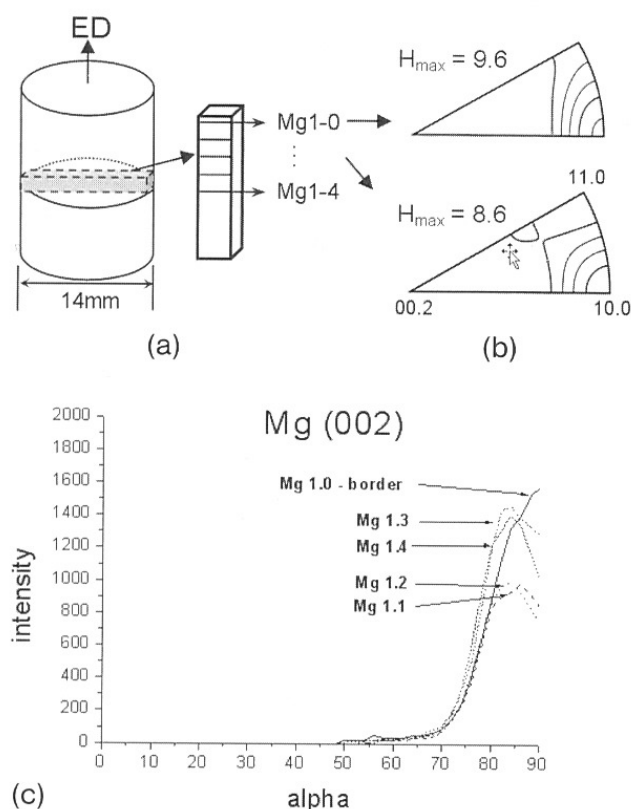 ED
Mg1-0
Mg1-4
14mm
(a)
Hmax = 9.6
11.0
Hmax = 8.6
00.2
10.0
(b)
Mg (002)
2000
1800
1600
1400
1200
1000
800
600
400
200
0
intensity
Mg 1.0 - border
Mg 1.3
Mg 1.4
Mg 1.2
Mg 1.1
0 10 20 30 40 50 60 70 80 90
(c)
alpha